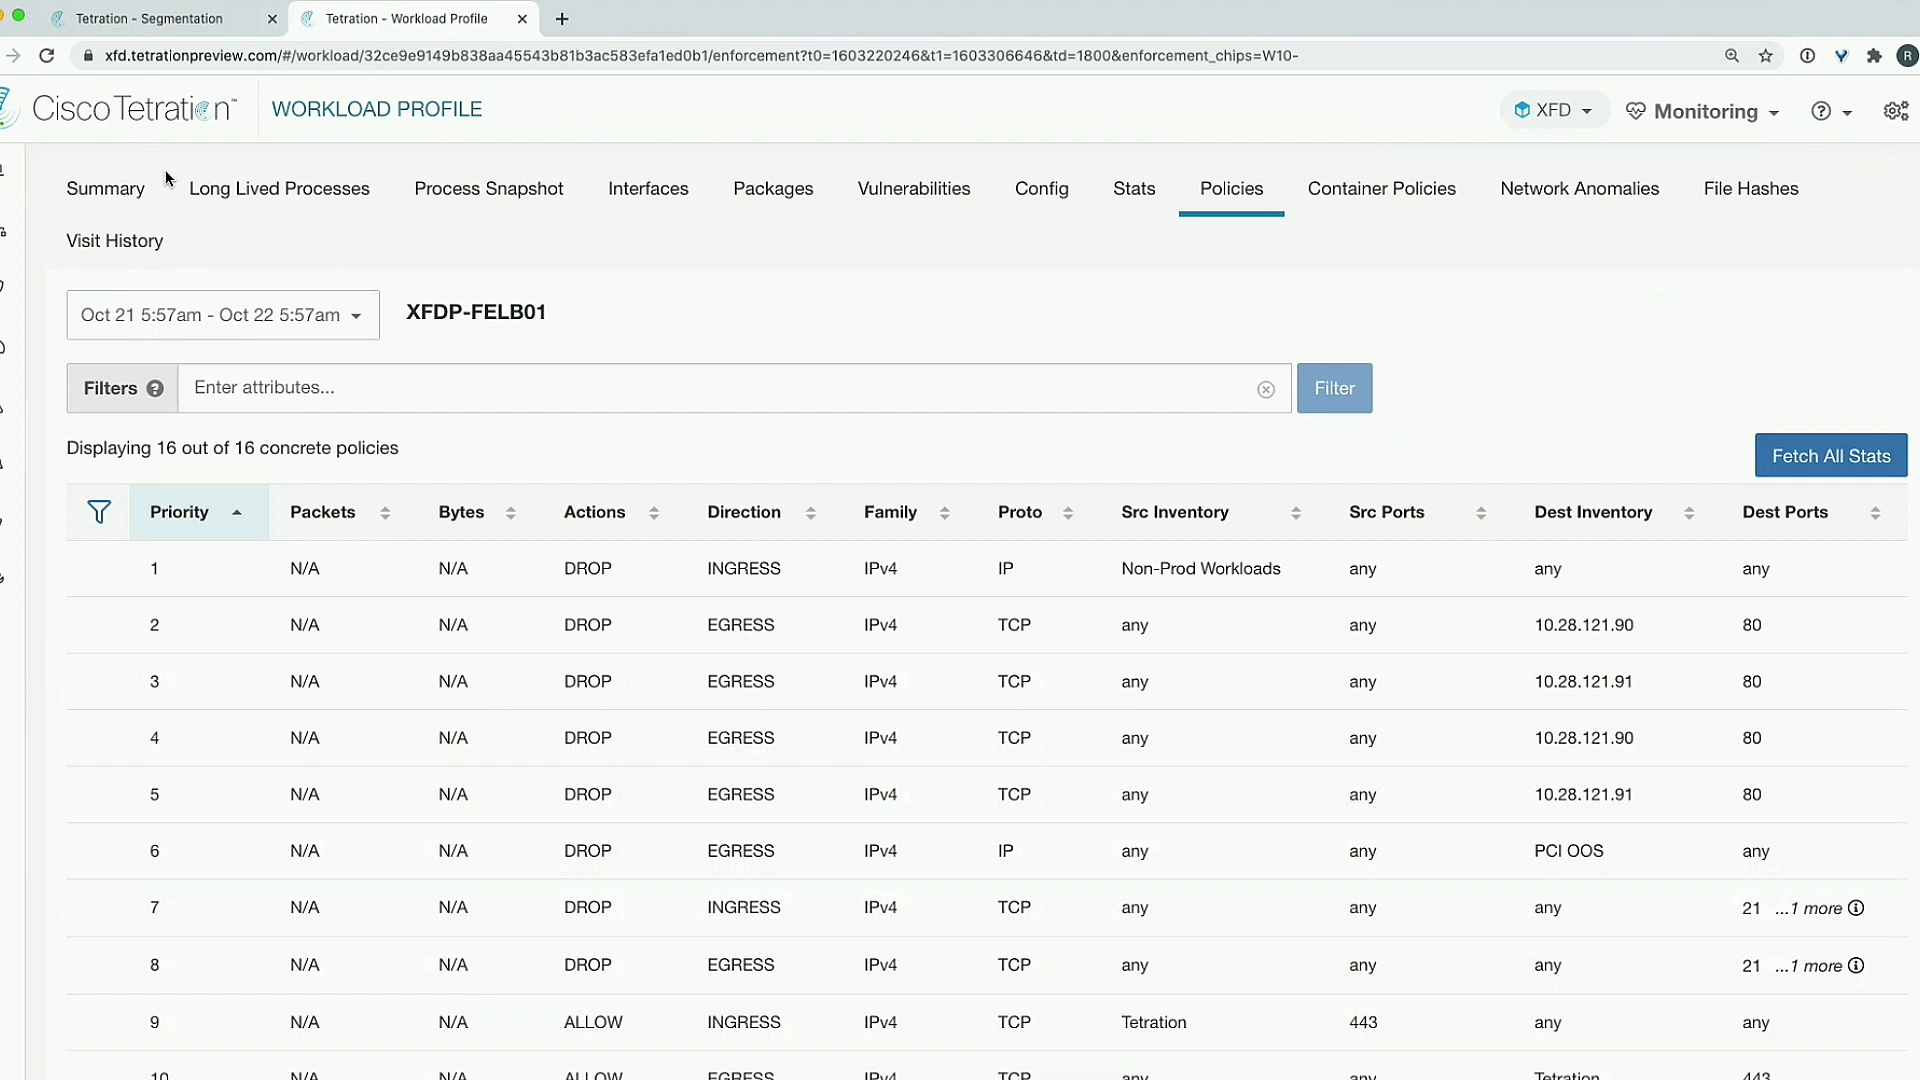 Tetration - Segmentation
Tetration - Workload Profile
xfd.tetrationpreview.com/#/workload/32ce9e9149b838aa45543b81b3ac583efa1ed0b1/enforcement?t0=1603220246&t1=1603306646&td=1800&enforcement_chips=W10-
R
Cisco Tetration™ WORKLOAD PROFILE XFD Monitoring
Summary Long Lived Processes Process Snapshot Interfaces Packages Vulnerabilities Config Stats Policies Container Policies Network Anomalies File Hashes
Visit History
Oct 21 5:57am - Oct 22 5:57am XFDP-FELB01
Filters Enter attributes... Filter
Displaying 16 out of 16 concrete policies
Fetch All Stats
Priority Packets Bytes Actions Direction Family Proto Src Inventory Src Ports Dest Inventory Dest Ports
1 N/A N/A DROP INGRESS IPv4 IP Non-Prod Workloads any any any
2 N/A N/A DROP EGRESS IPv4 TCP any any 10.28.121.90 80
3 N/A N/A DROP EGRESS IPv4 TCP any any 10.28.121.91 80
4 N/A N/A DROP EGRESS IPv4 TCP any any 10.28.121.90 80
5 N/A N/A DROP EGRESS IPv4 TCP any any 10.28.121.91 80
6 N/A N/A DROP EGRESS IPv4 IP any any PCI OOS any
7 N/A N/A DROP INGRESS IPv4 TCP any any any 21 ...1 more
8 N/A N/A DROP EGRESS IPv4 TCP any any any 21 ...1 more
9 N/A N/A ALLOW INGRESS IPv4 TCP Tetration 443 any any
10 N/A N/A ALLOW EGRESS IPv4 TCP any any Tetration 443